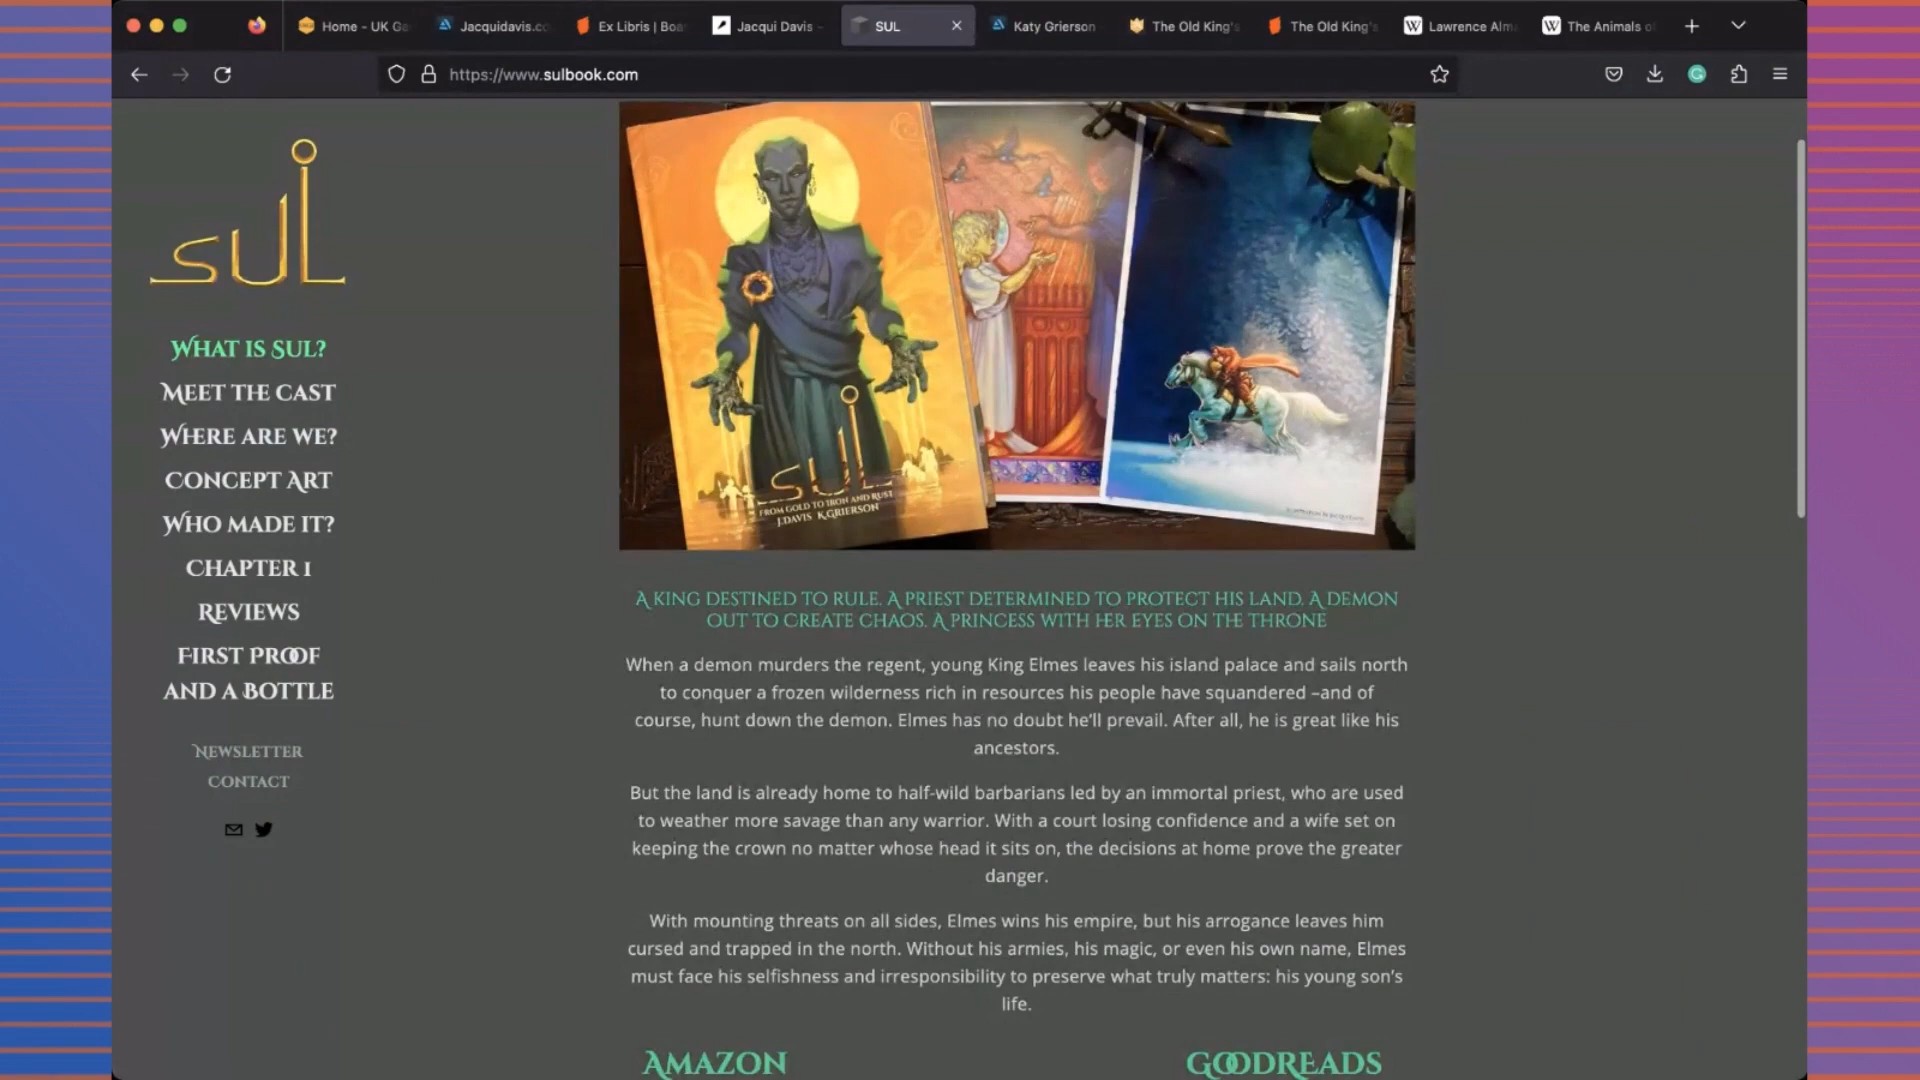 Home - UK Ga
Jacquidavis.co
Ex Libris | Boa
Jacqui Davis -
SUL
Katy Grierson
The Old King's
The Old King's
Lawrence Alm
The Animals o
https://www.sulbook.com
SUL
WHAT IS SUL?
MEET THE CAST
WHERE ARE WE?
CONCEPT ART
WHO MADE IT?
CHAPTER 1
REVIEWS
FIRST PROOF
AND A BOTTLE
NEWSLETTER
CONTACT
SUL
FROM GOLD TO IRON AND RUST
J.DAVIS K.GRIERSON
A KING DESTINED TO RULE. A PRIEST DETERMINED TO PROTECT HIS LAND. A DEMON
OUT TO CREATE CHAOS. A PRINCESS WITH HER EYES ON THE THRONE
When a demon murders the regent, young King Elmes leaves his island palace and sails north
to conquer a frozen wilderness rich in resources his people have squandered –and of
course, hunt down the demon. Elmes has no doubt he'll prevail. After all, he is great like his
ancestors.
But the land is already home to half-wild barbarians led by an immortal priest, who are used
to weather more savage than any warrior. With a court losing confidence and a wife set on
keeping the crown no matter whose head it sits on, the decisions at home prove the greater
danger.
With mounting threats on all sides, Elmes wins his empire, but his arrogance leaves him
cursed and trapped in the north. Without his armies, his magic, or even his own name, Elmes
must face his selfishness and irresponsibility to preserve what truly matters: his young son's
life.
AMAZON
GOODREADS